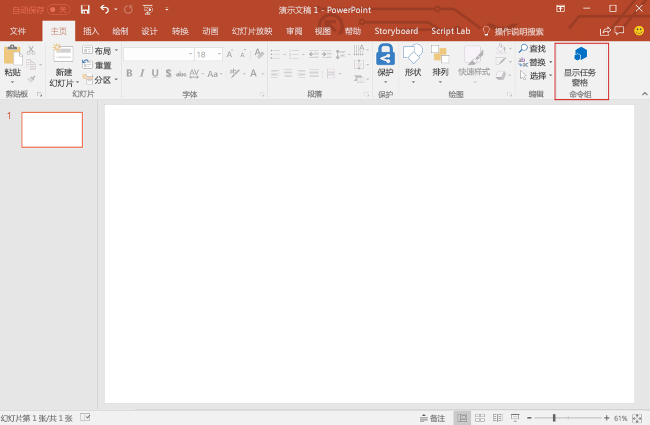 自动保存 关 演示文稿 1 - PowerPoint
文件 主页 插入 绘制 设计 转换 动画 幻灯片放映 审阅 视图 帮助 Storyboard Script Lab 操作说明搜索
粘贴
剪贴板
新建
幻灯片
布局
重置
分区
幻灯片
18
B I U S abc AV Aa A
字体
段落
保护
保护
形状
排列
快速样式
绘图
查找
替换
选择
编辑
显示任务
窗格
命令组
1
幻灯片第 1 张/共 1 张 备注 61%